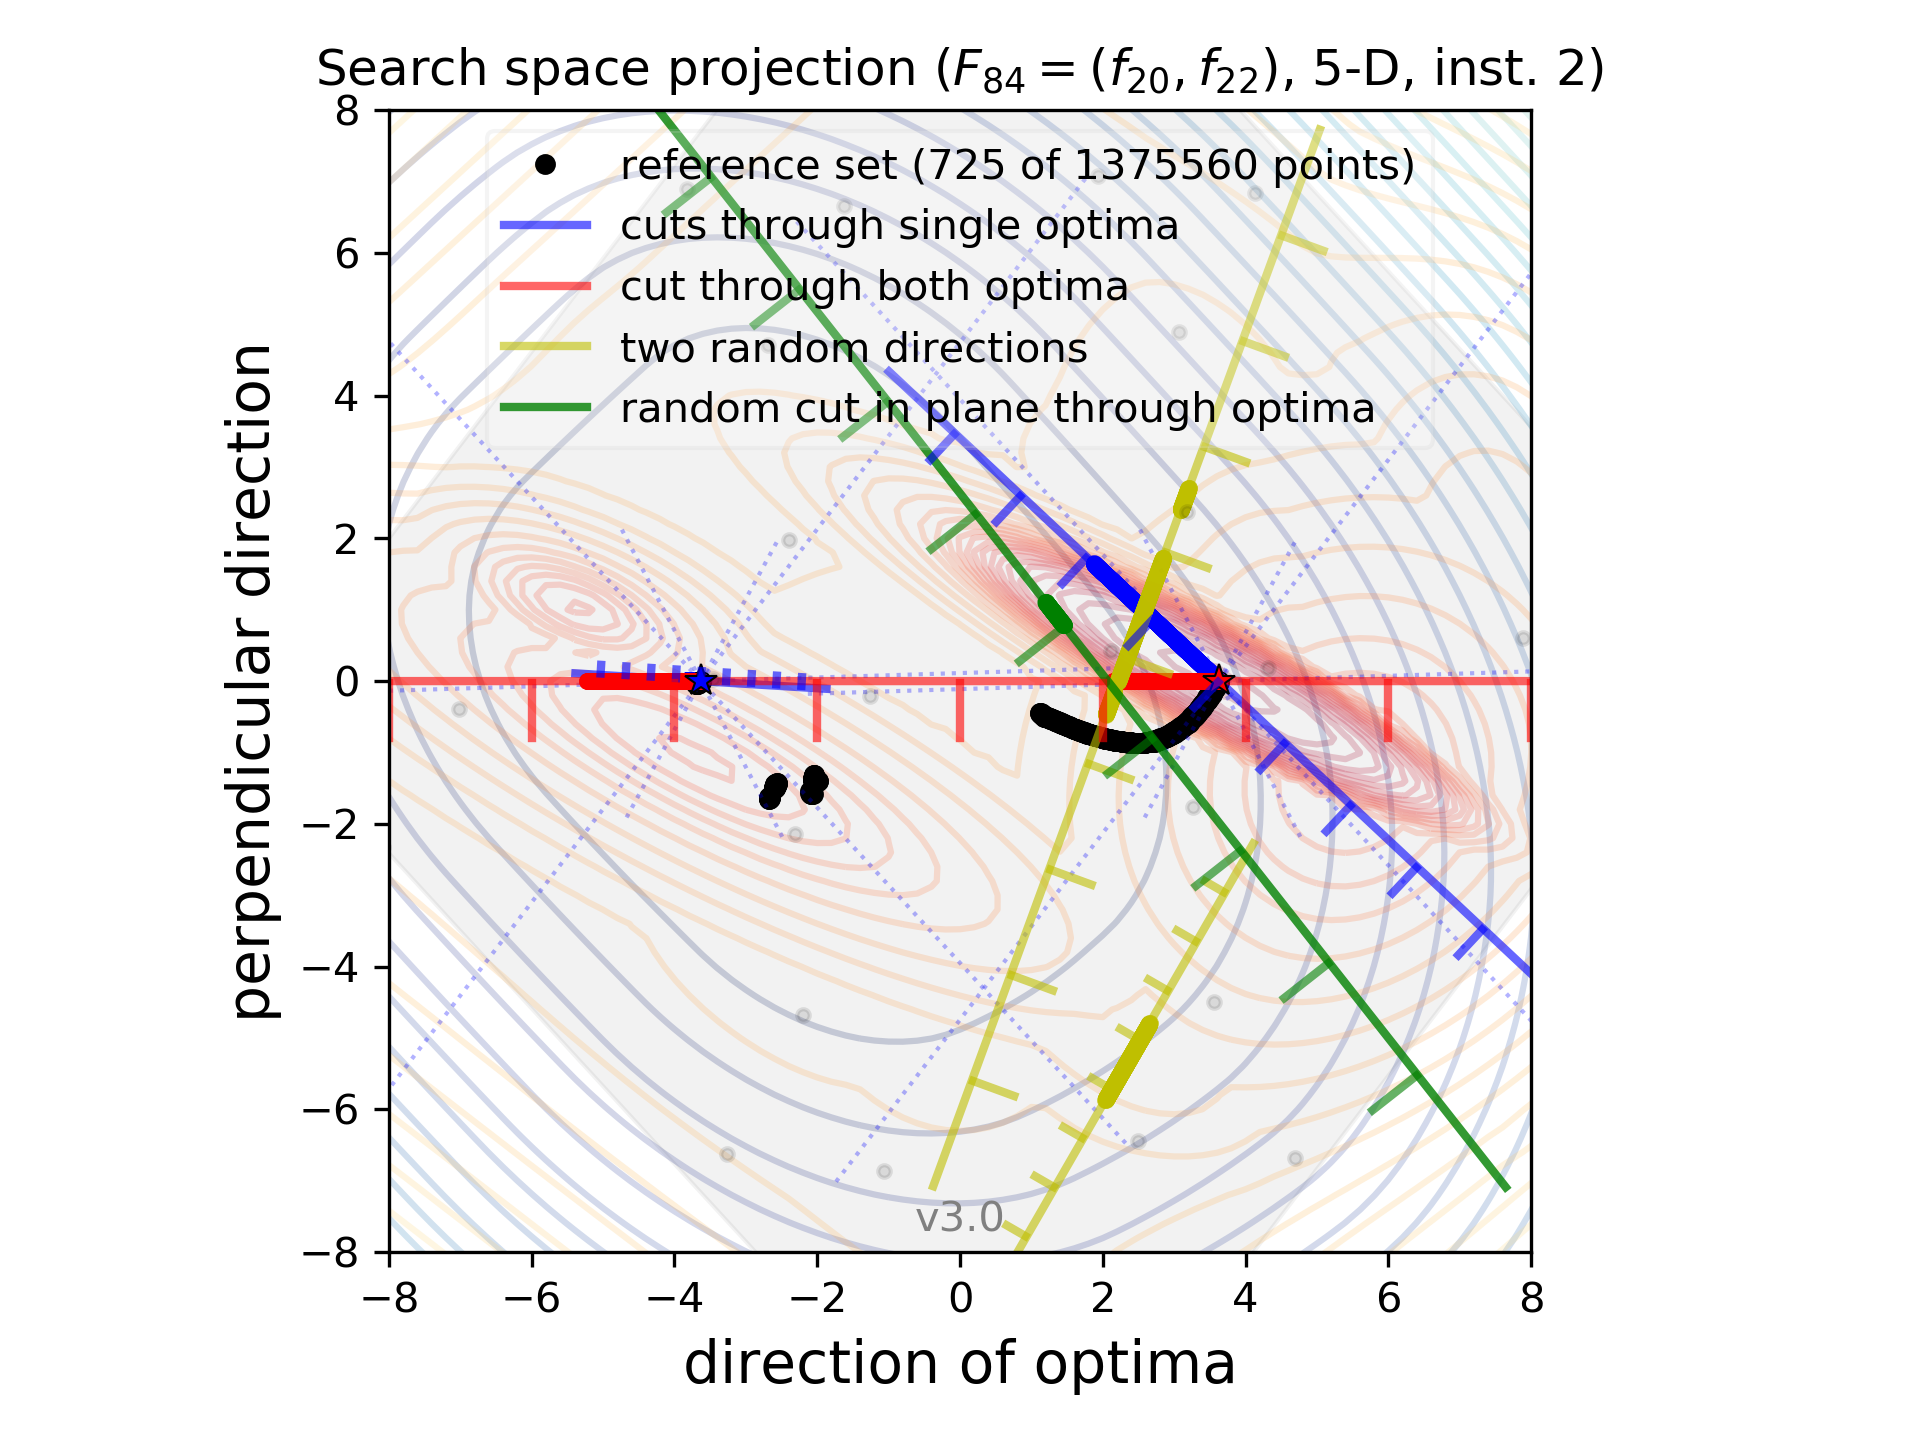 Search space projection (F₈₄ = (f₂₀, f₂₂), 5-D, inst. 2)
reference set (725 of 1375560 points)
cuts through single optima
cut through both optima
two random directions
random cut in plane through optima
8
6
4
2
0
−2
−4
−6
−8
perpendicular direction
v3.0
−8 −6 −4 −2 0 2 4 6 8
direction of optima